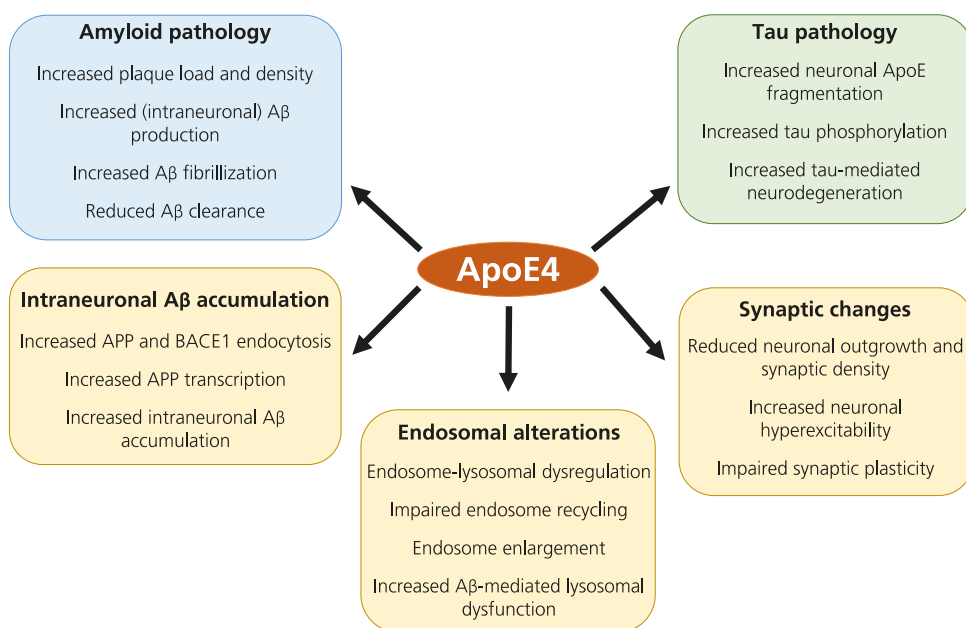 Amyloid pathology
Increased plaque load and density
Increased (intraneuronal) Aβ
production
Increased Aβ fibrillization
Reduced Aβ clearance
Tau pathology
Increased neuronal ApoE
fragmentation
Increased tau phosphorylation
Increased tau-mediated
neurodegeneration
ApoE4
Intraneuronal Aβ accumulation
Increased APP and BACE1 endocytosis
Increased APP transcription
Increased intraneuronal Aβ
accumulation
Synaptic changes
Reduced neuronal outgrowth and
synaptic density
Increased neuronal
hyperexcitability
Impaired synaptic plasticity
Endosomal alterations
Endosome-lysosomal dysregulation
Impaired endosome recycling
Endosome enlargement
Increased Aβ-mediated lysosomal
dysfunction